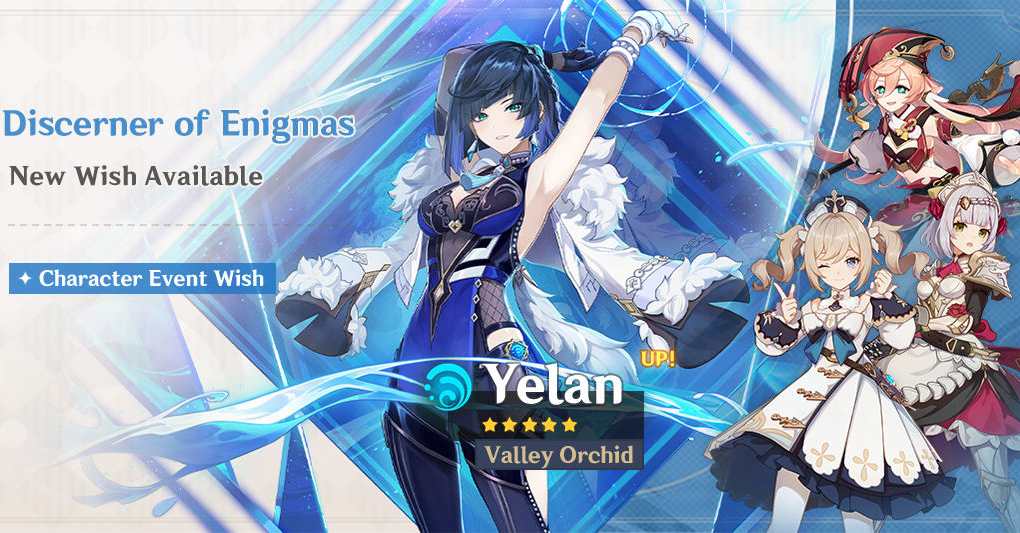 Discerner of Enigmas
New Wish Available
Character Event Wish
UP!
Yelan
Valley Orchid